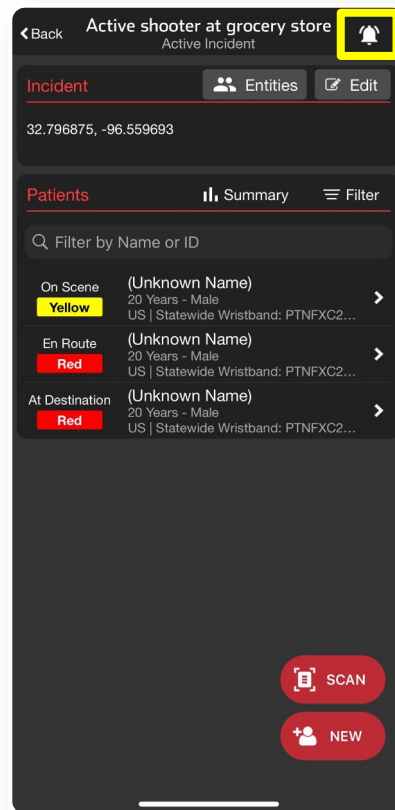 Back
Active shooter at grocery store
Active Incident
Incident
Entities
Edit
32.796875, -96.559693
Patients
Summary
Filter
Filter by Name or ID
On Scene
Yellow
(Unknown Name)
20 Years - Male
US | Statewide Wristband: PTNFXC2...
En Route
Red
(Unknown Name)
20 Years - Male
US | Statewide Wristband: PTNFXC2...
At Destination
Red
(Unknown Name)
20 Years - Male
US | Statewide Wristband: PTNFXC2...
SCAN
NEW